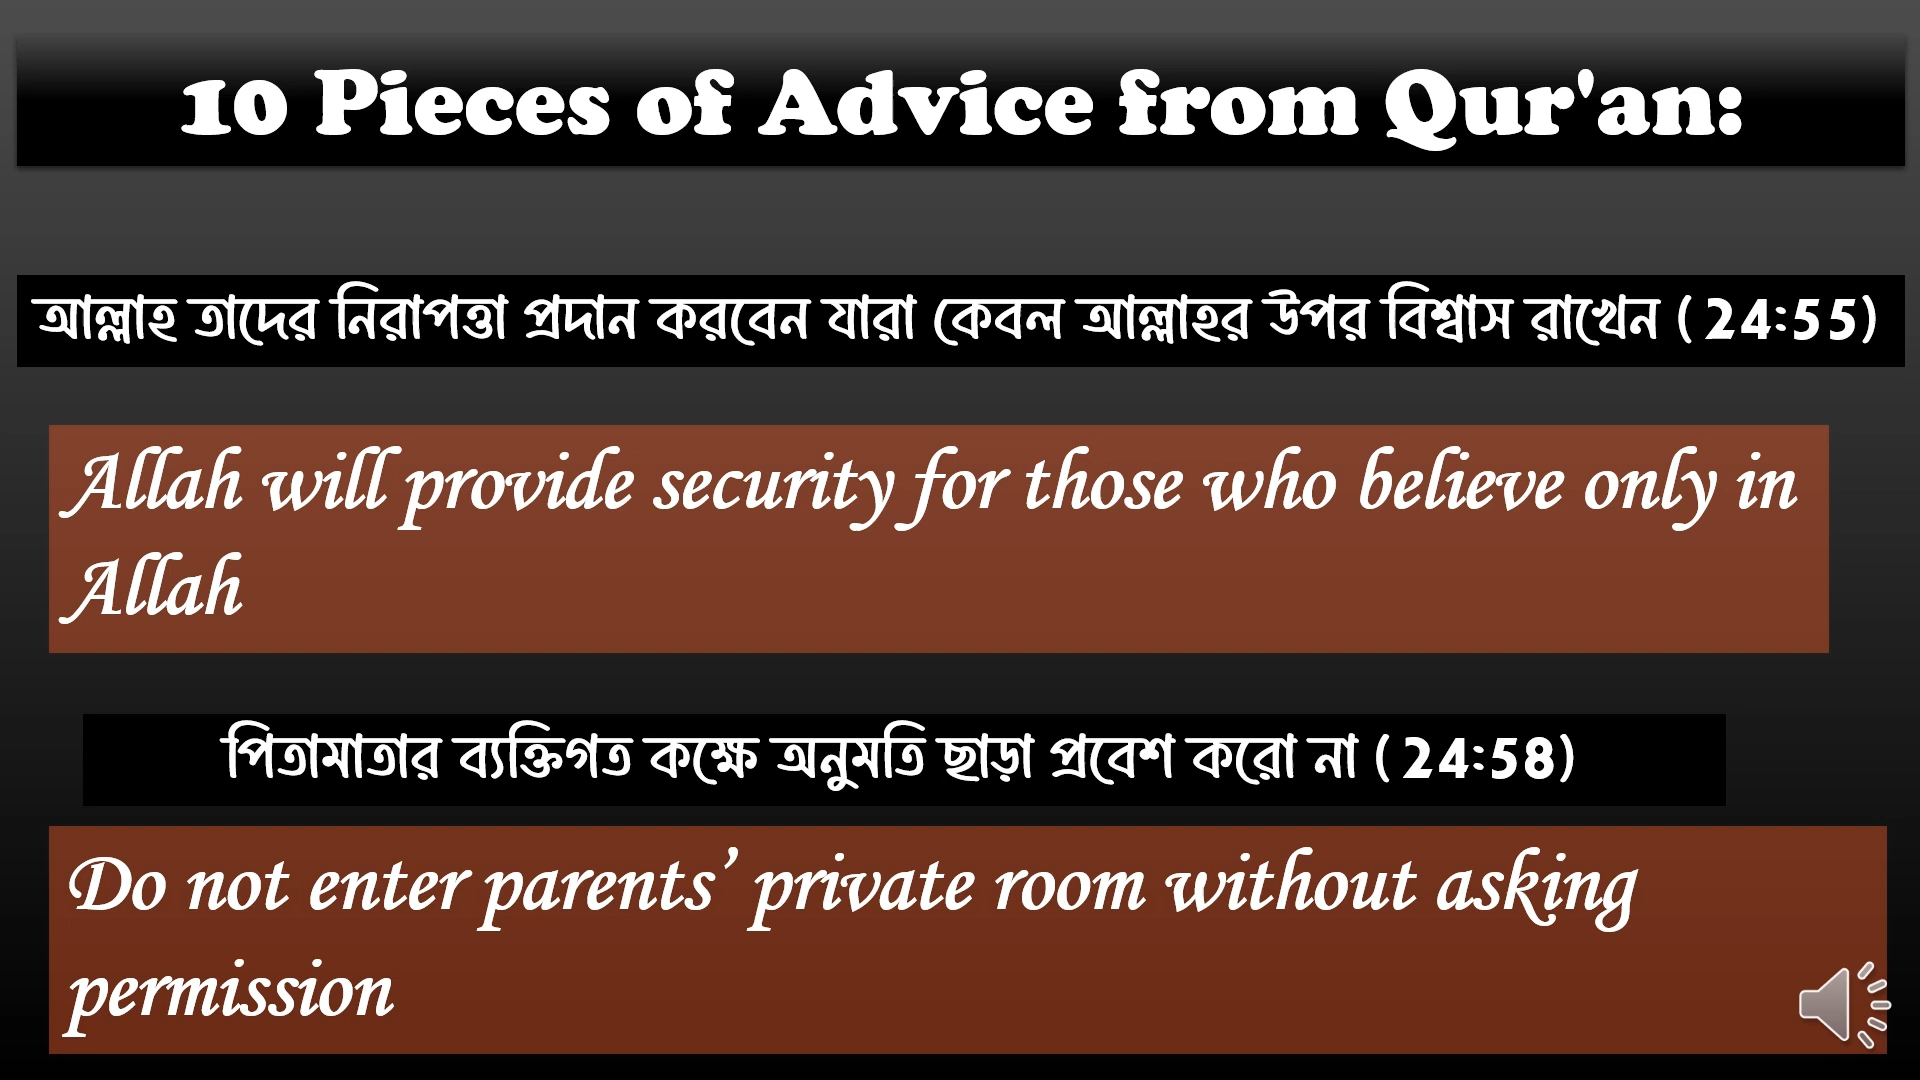 10 Pieces of Advice from Qur'an:
আল্লাহ তাদের নিরাপত্তা প্রদান করবেন যারা কেবল আল্লাহর উপর বিশ্বাস রাখেন (24:55)
Allah will provide security for those who believe only in
Allah
পিতামাতার ব্যক্তিগত কক্ষে অনুমতি ছাড়া প্রবেশ করো না (24:58)
Do not enter parents’ private room without asking
permission